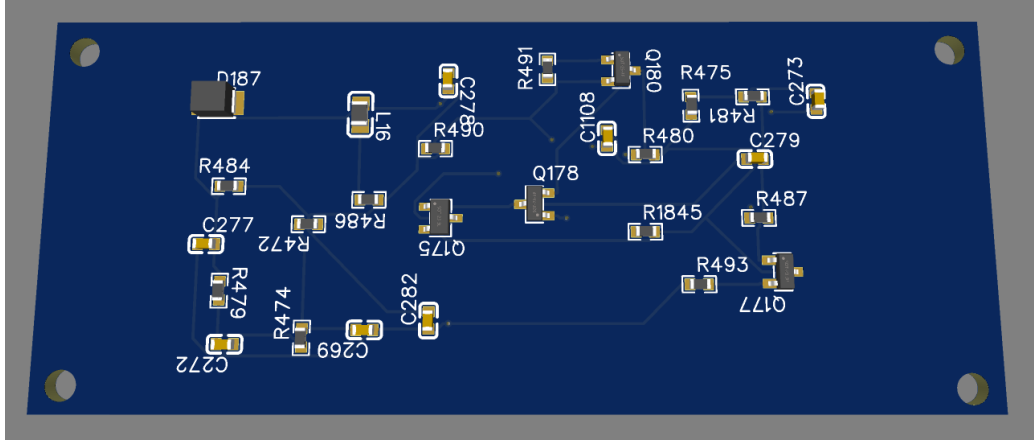 D187
C278
R491
Q180
R475
C273
L16
R490
C1108
R481
R480
C279
R484
Q178
R486
R487
C277
R472
Q175
R1845
R479
R474
C282
R493
Q177
C272
C269